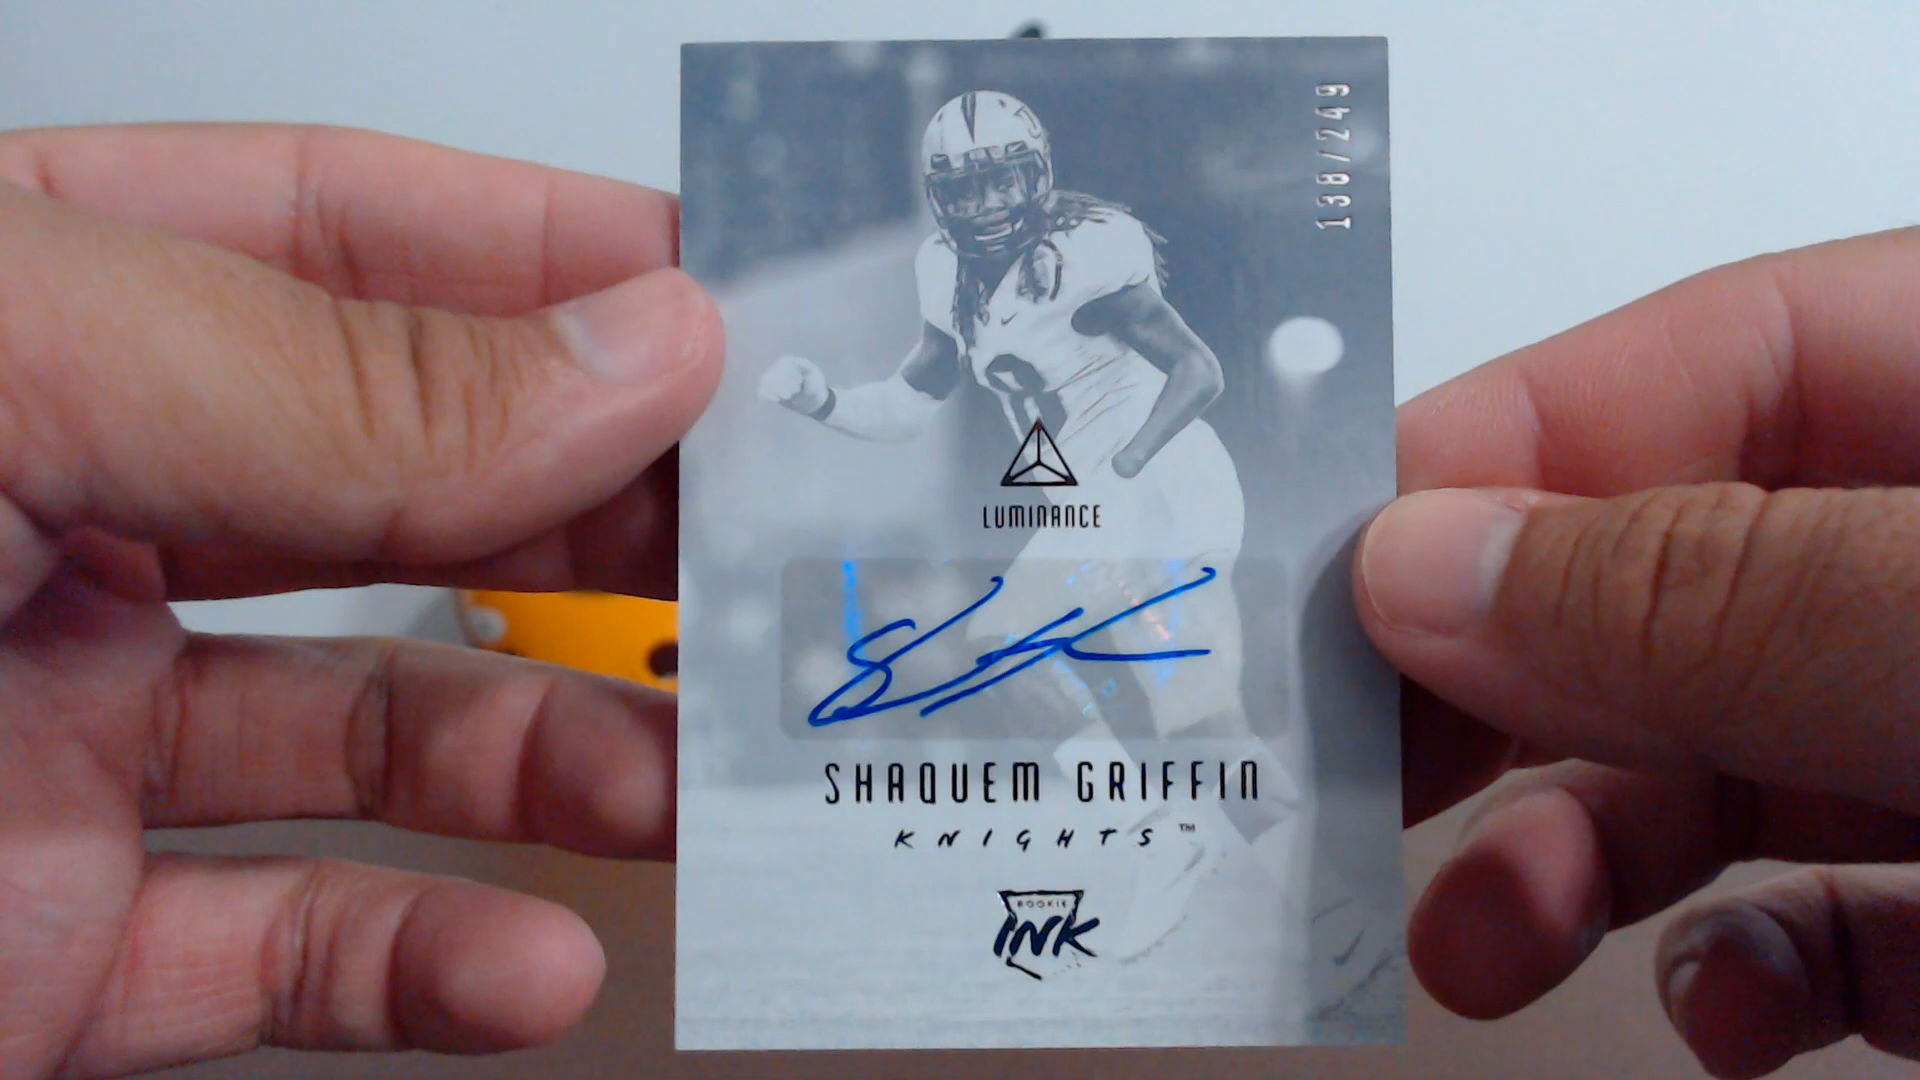 138/249
LUMINANCE
SHAQUEM GRIFFIN
KNIGHTS™
ROOKIE
INK